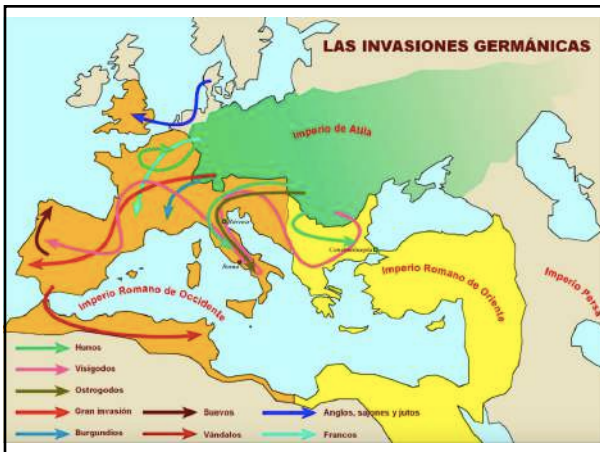 LAS INVASIONES GERMÁNICAS
Imperio de Atila
Constantinopla
Roma
Imperio Romano de Occidente
Imperio Romano de Oriente
Imperio Persa
Hunos
Visigodos
Ostrogodos
Gran invasión
Suevos
Anglos, sajones y jutos
Burgundios
Vándalos
Francos